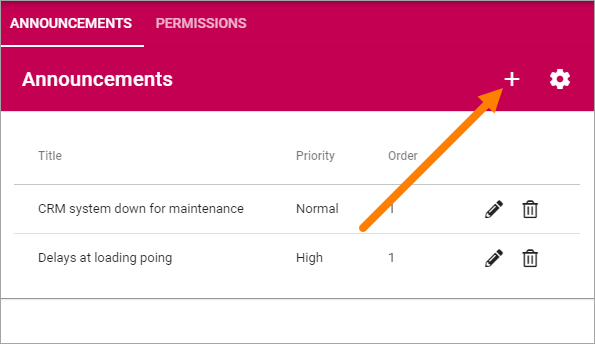 ANNOUNCEMENTS PERMISSIONS
Announcements
Title Priority Order
CRM system down for maintenance Normal 1
Delays at loading poing High 1